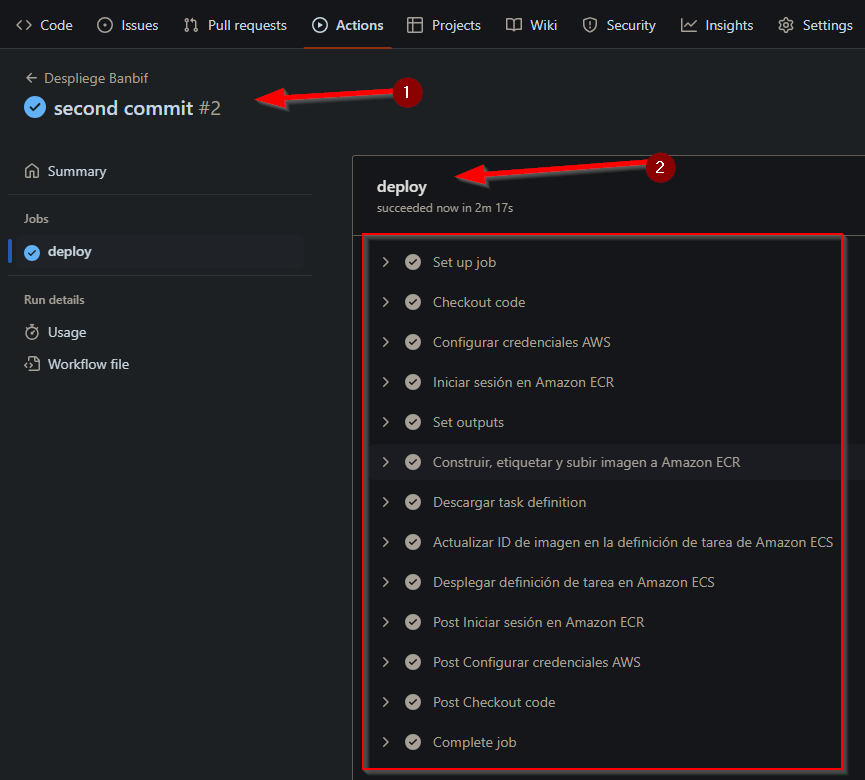 Code Issues Pull requests Actions Projects Wiki Security Insights Settings
Despliege Banbif
second commit #2
1
Summary
Jobs
deploy
Run details
Usage
Workflow file
2
deploy
succeeded now in 2m 17s
Set up job
Checkout code
Configurar credenciales AWS
Iniciar sesión en Amazon ECR
Set outputs
Construir, etiquetar y subir imagen a Amazon ECR
Descargar task definition
Actualizar ID de imagen en la definición de tarea de Amazon ECS
Desplegar definición de tarea en Amazon ECS
Post Iniciar sesión en Amazon ECR
Post Configurar credenciales AWS
Post Checkout code
Complete job